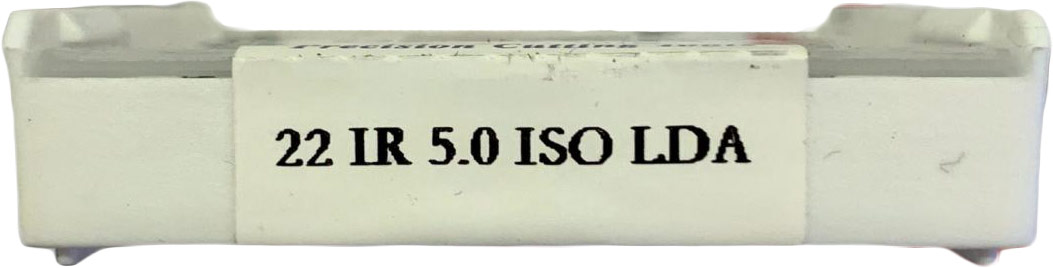 Precision Cutting
22 IR 5.0 ISO LDA